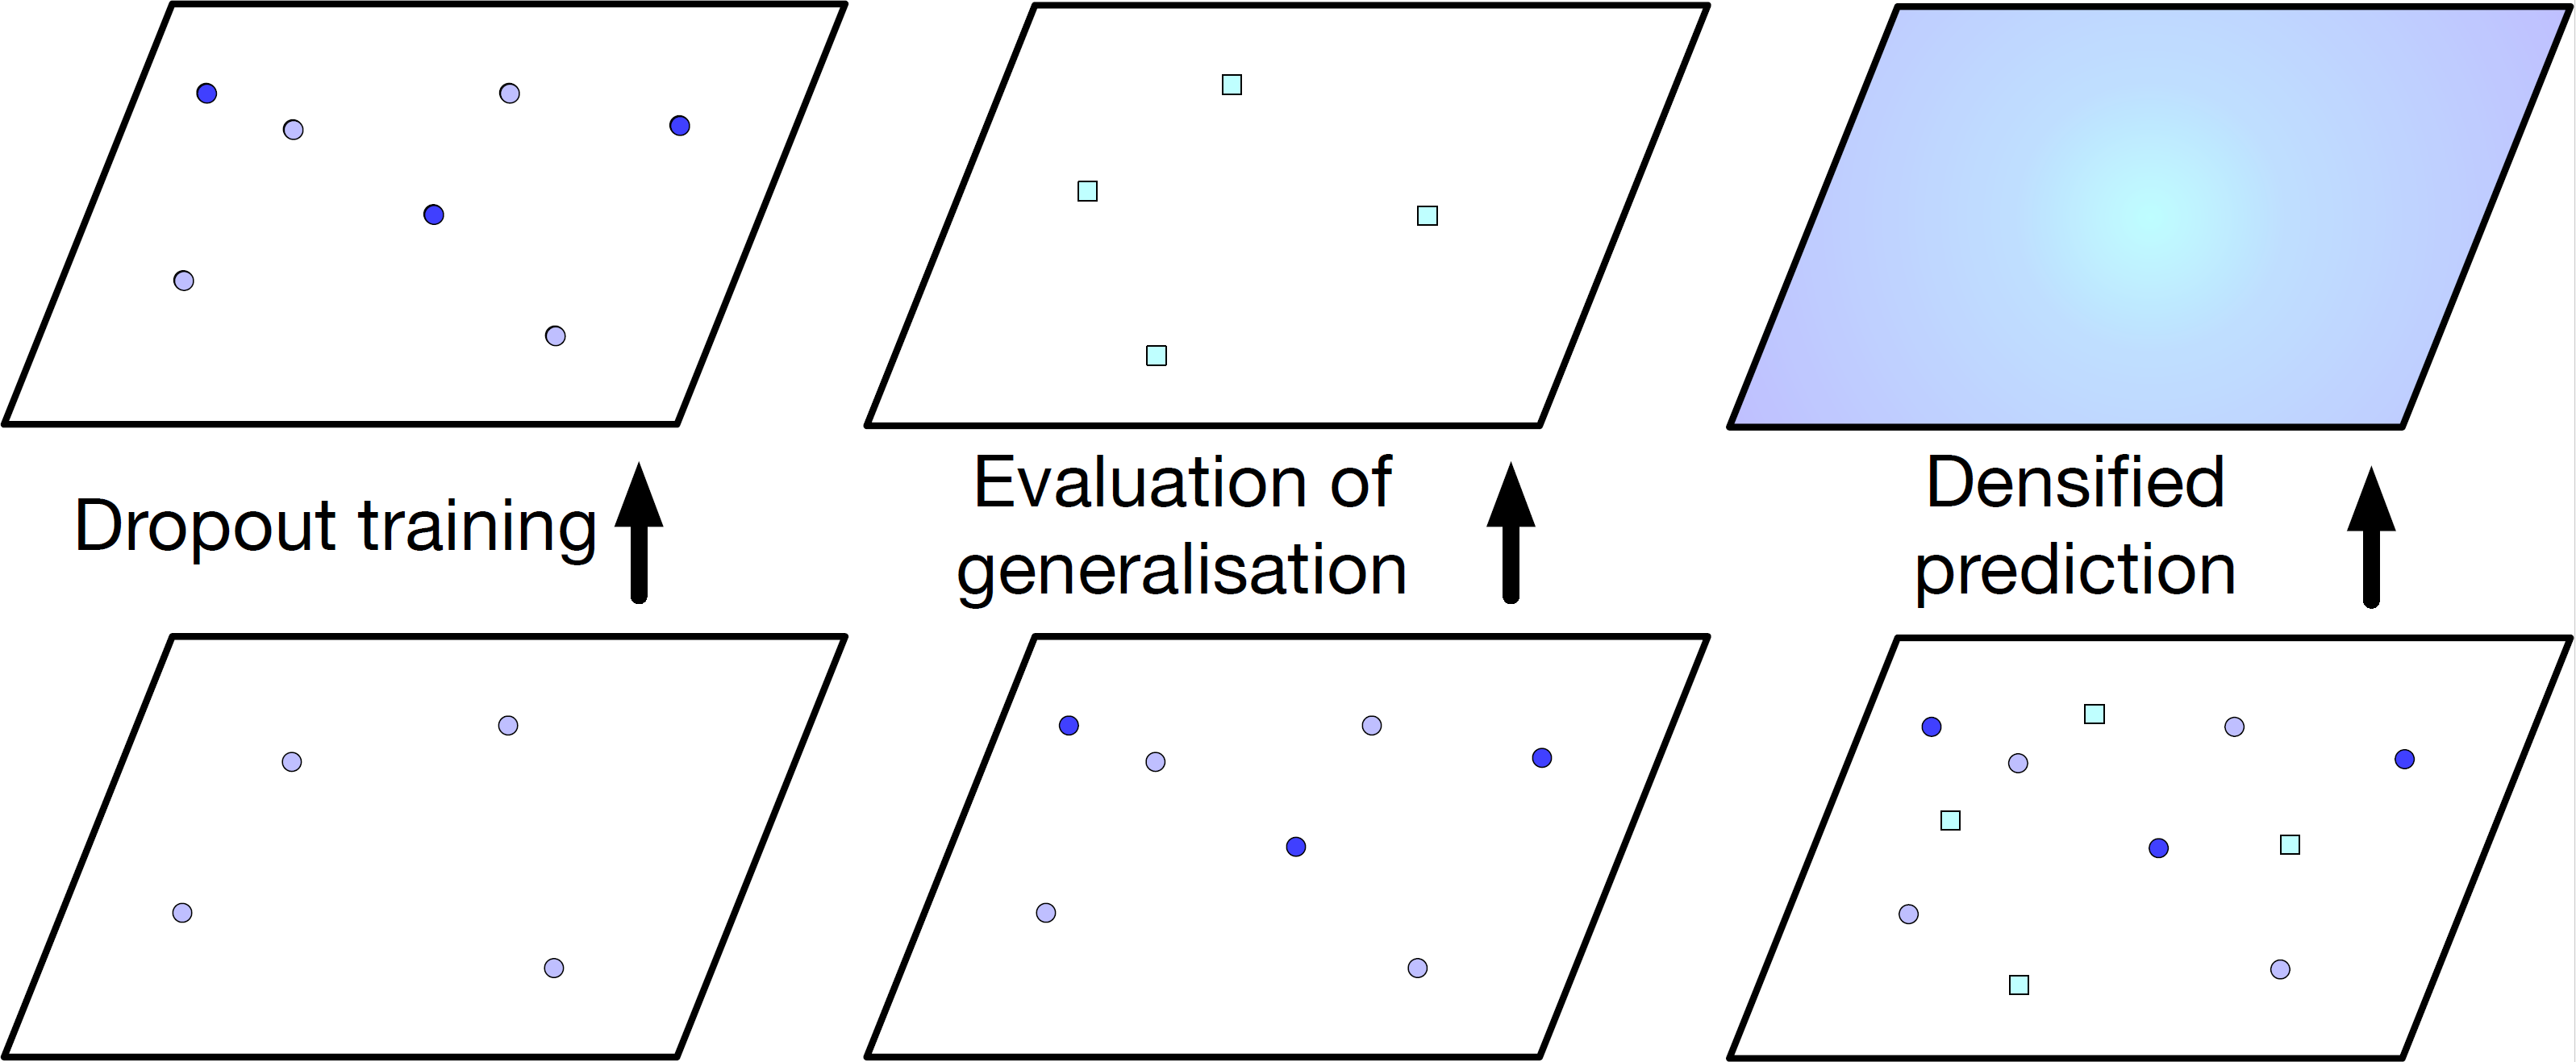 Dropout training
Evaluation of
generalisation
Densified
prediction